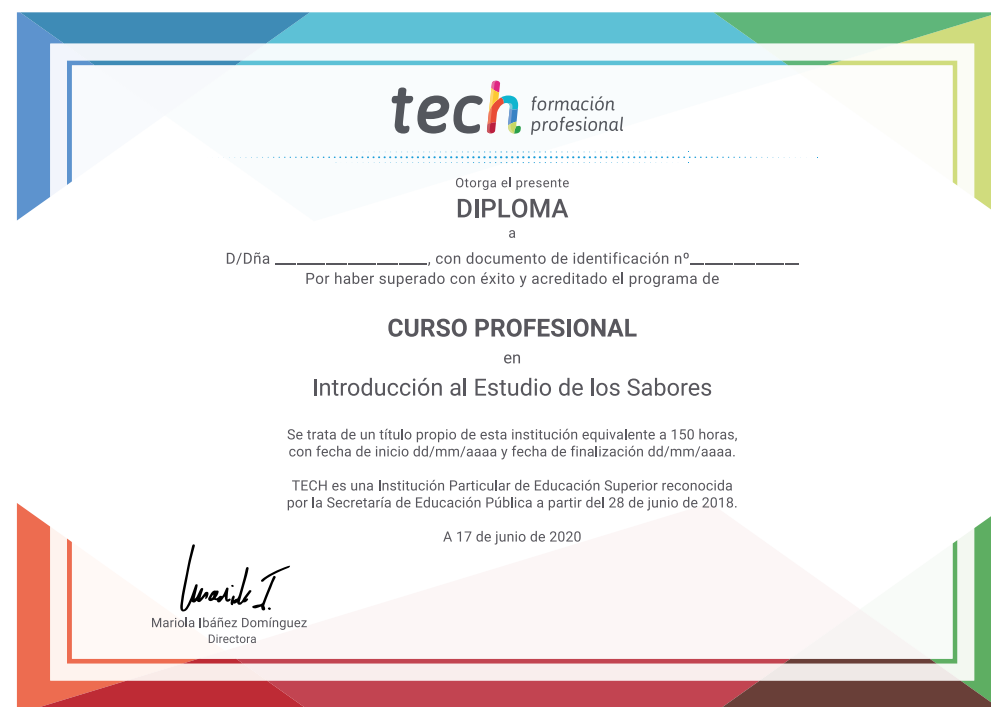 tech formación
profesional
Otorga el presente
DIPLOMA
a
D/Dña ______________, con documento de identificación nº__________
Por haber superado con éxito y acreditado el programa de
CURSO PROFESIONAL
en
Introducción al Estudio de los Sabores
Se trata de un título propio de esta institución equivalente a 150 horas,
con fecha de inicio dd/mm/aaaa y fecha de finalización dd/mm/aaaa.
TECH es una Institución Particular de Educación Superior reconocida
por la Secretaría de Educación Pública a partir del 28 de junio de 2018.
A 17 de junio de 2020
Mariola I.
Mariola Ibáñez Domínguez
Directora